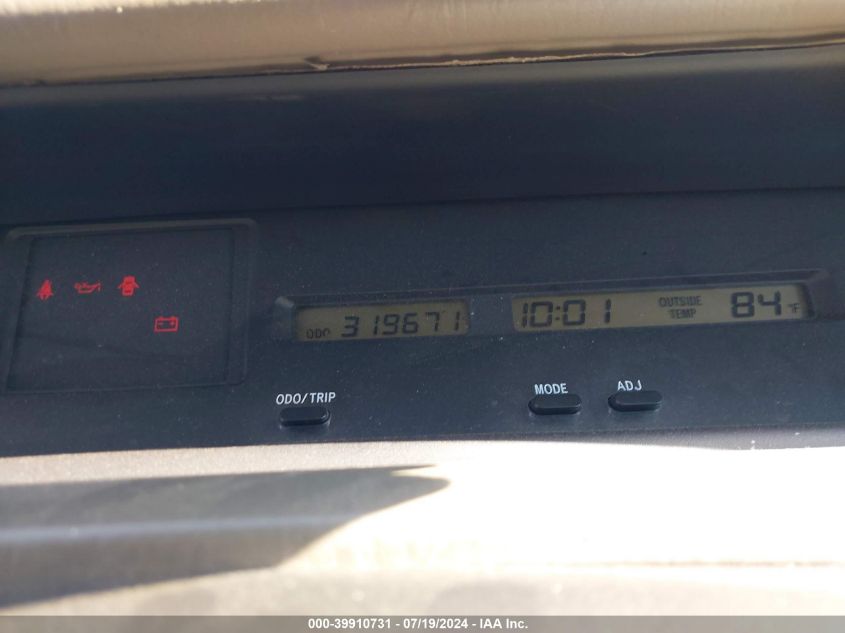 ODO 319671
10:01 OUTSIDE TEMP 84°F
ODO/TRIP MODE ADJ
000-39910731 - 07/19/2024 - IAA Inc.